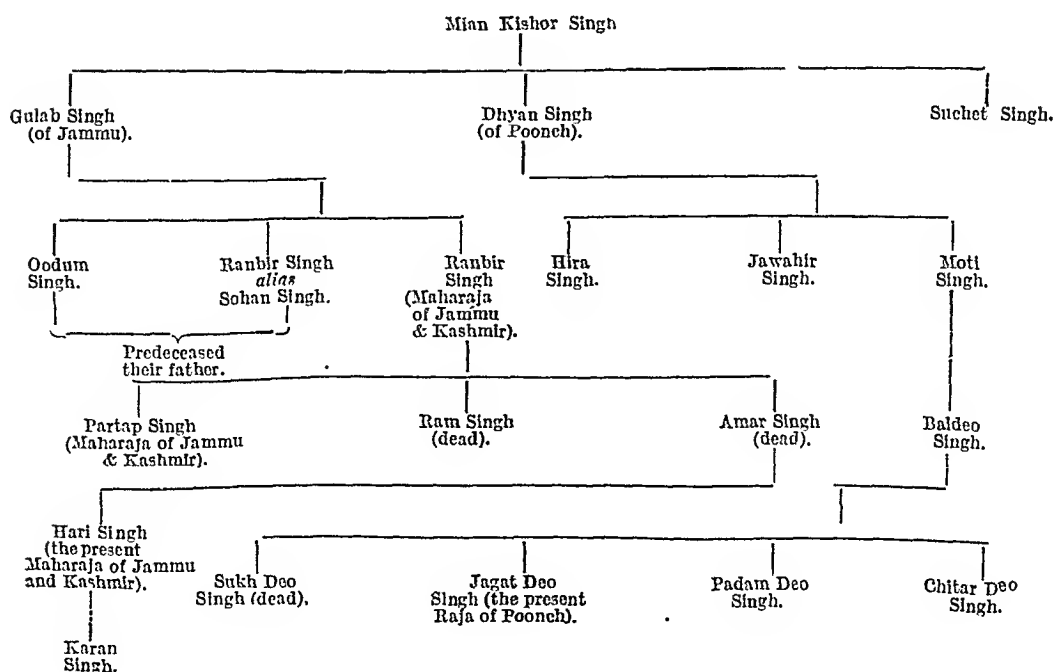 Mian Kishor Singh
Gulab Singh
(of Jammu).
Dhyan Singh
(of Poonch).
Suchet Singh.
Oodum
Singh.
Ranbir Singh
alias
Sohan Singh.
Ranbir
Singh
(Maharaja
of Jammu
& Kashmir).
Hira
Singh.
Jawahir
Singh.
Moti
Singh.
Predeceased
their father.
Partap Singh
(Maharaja of Jammu
& Kashmir).
Ram Singh
(dead).
Amar Singh
(dead).
Baldeo
Singh.
Hari Singh
(the present
Maharaja of Jammu
and Kashmir).
Sukh Deo
Singh (dead).
Jagat Deo
Singh (the present
Raja of Poonch).
Padam Deo
Singh.
Chitar Deo
Singh.
Karan
Singh.